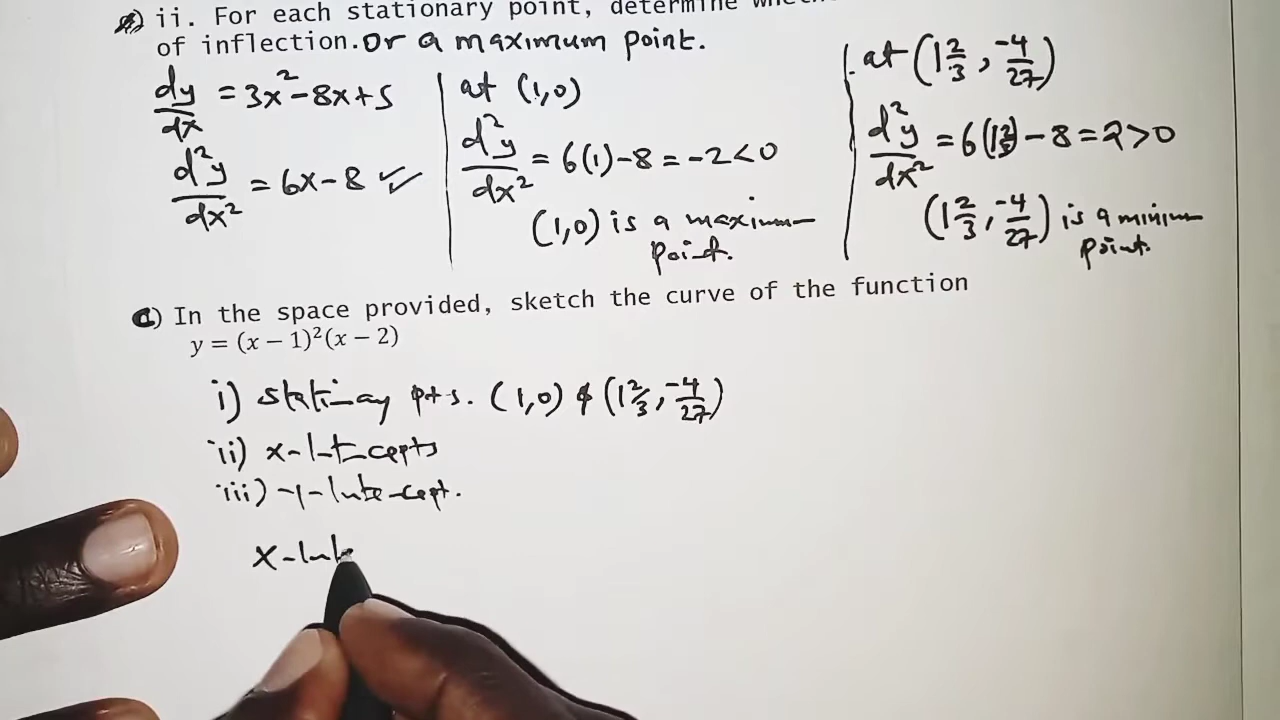 ii. For each stationary point, determine
of inflection. Or a maximum point.
dy/dx = 3x² - 8x + 5
d²y/dx² = 6x - 8 ✓
at (1,0)
d²y/dx² = 6(1) - 8 = -2 < 0
(1,0) is a maximum
point.
at (1 2/3, -4/27)
d²y/dx² = 6(1 2/3) - 8 = 2 > 0
(1 2/3, -4/27) is a minimum
point.
c) In the space provided, sketch the curve of the function
y = (x − 1)²(x − 2)
i) stationary pts. (1,0) & (1 2/3, -4/27)
ii) x-Intercepts
iii) y-Intercept.
x-Inte